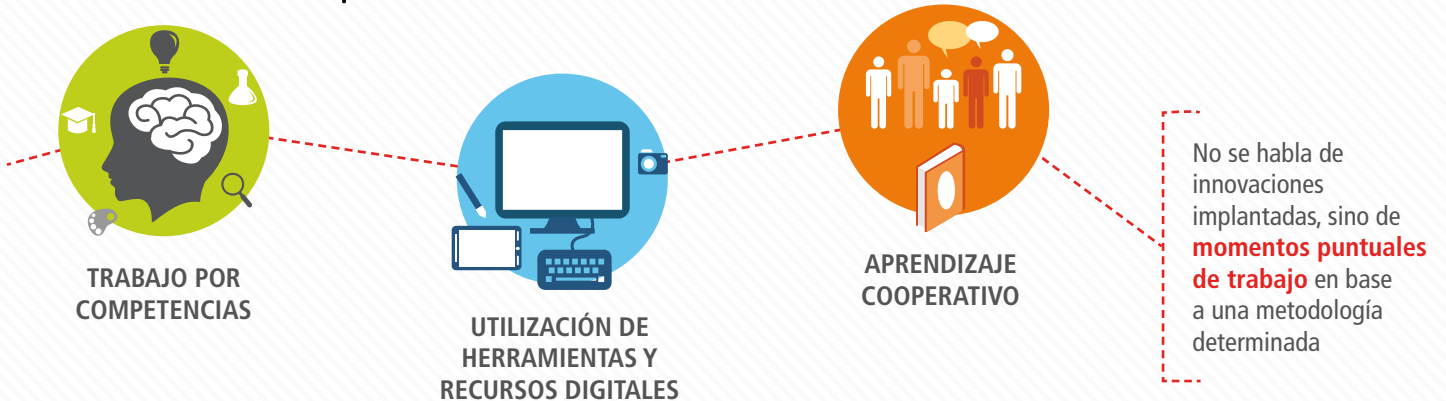 TRABAJO POR
COMPETENCIAS
UTILIZACIÓN DE
HERRAMIENTAS Y
RECURSOS DIGITALES
APRENDIZAJE
COOPERATIVO
No se habla de
innovaciones
implantadas, sino de
momentos puntuales
de trabajo en base
a una metodología
determinada